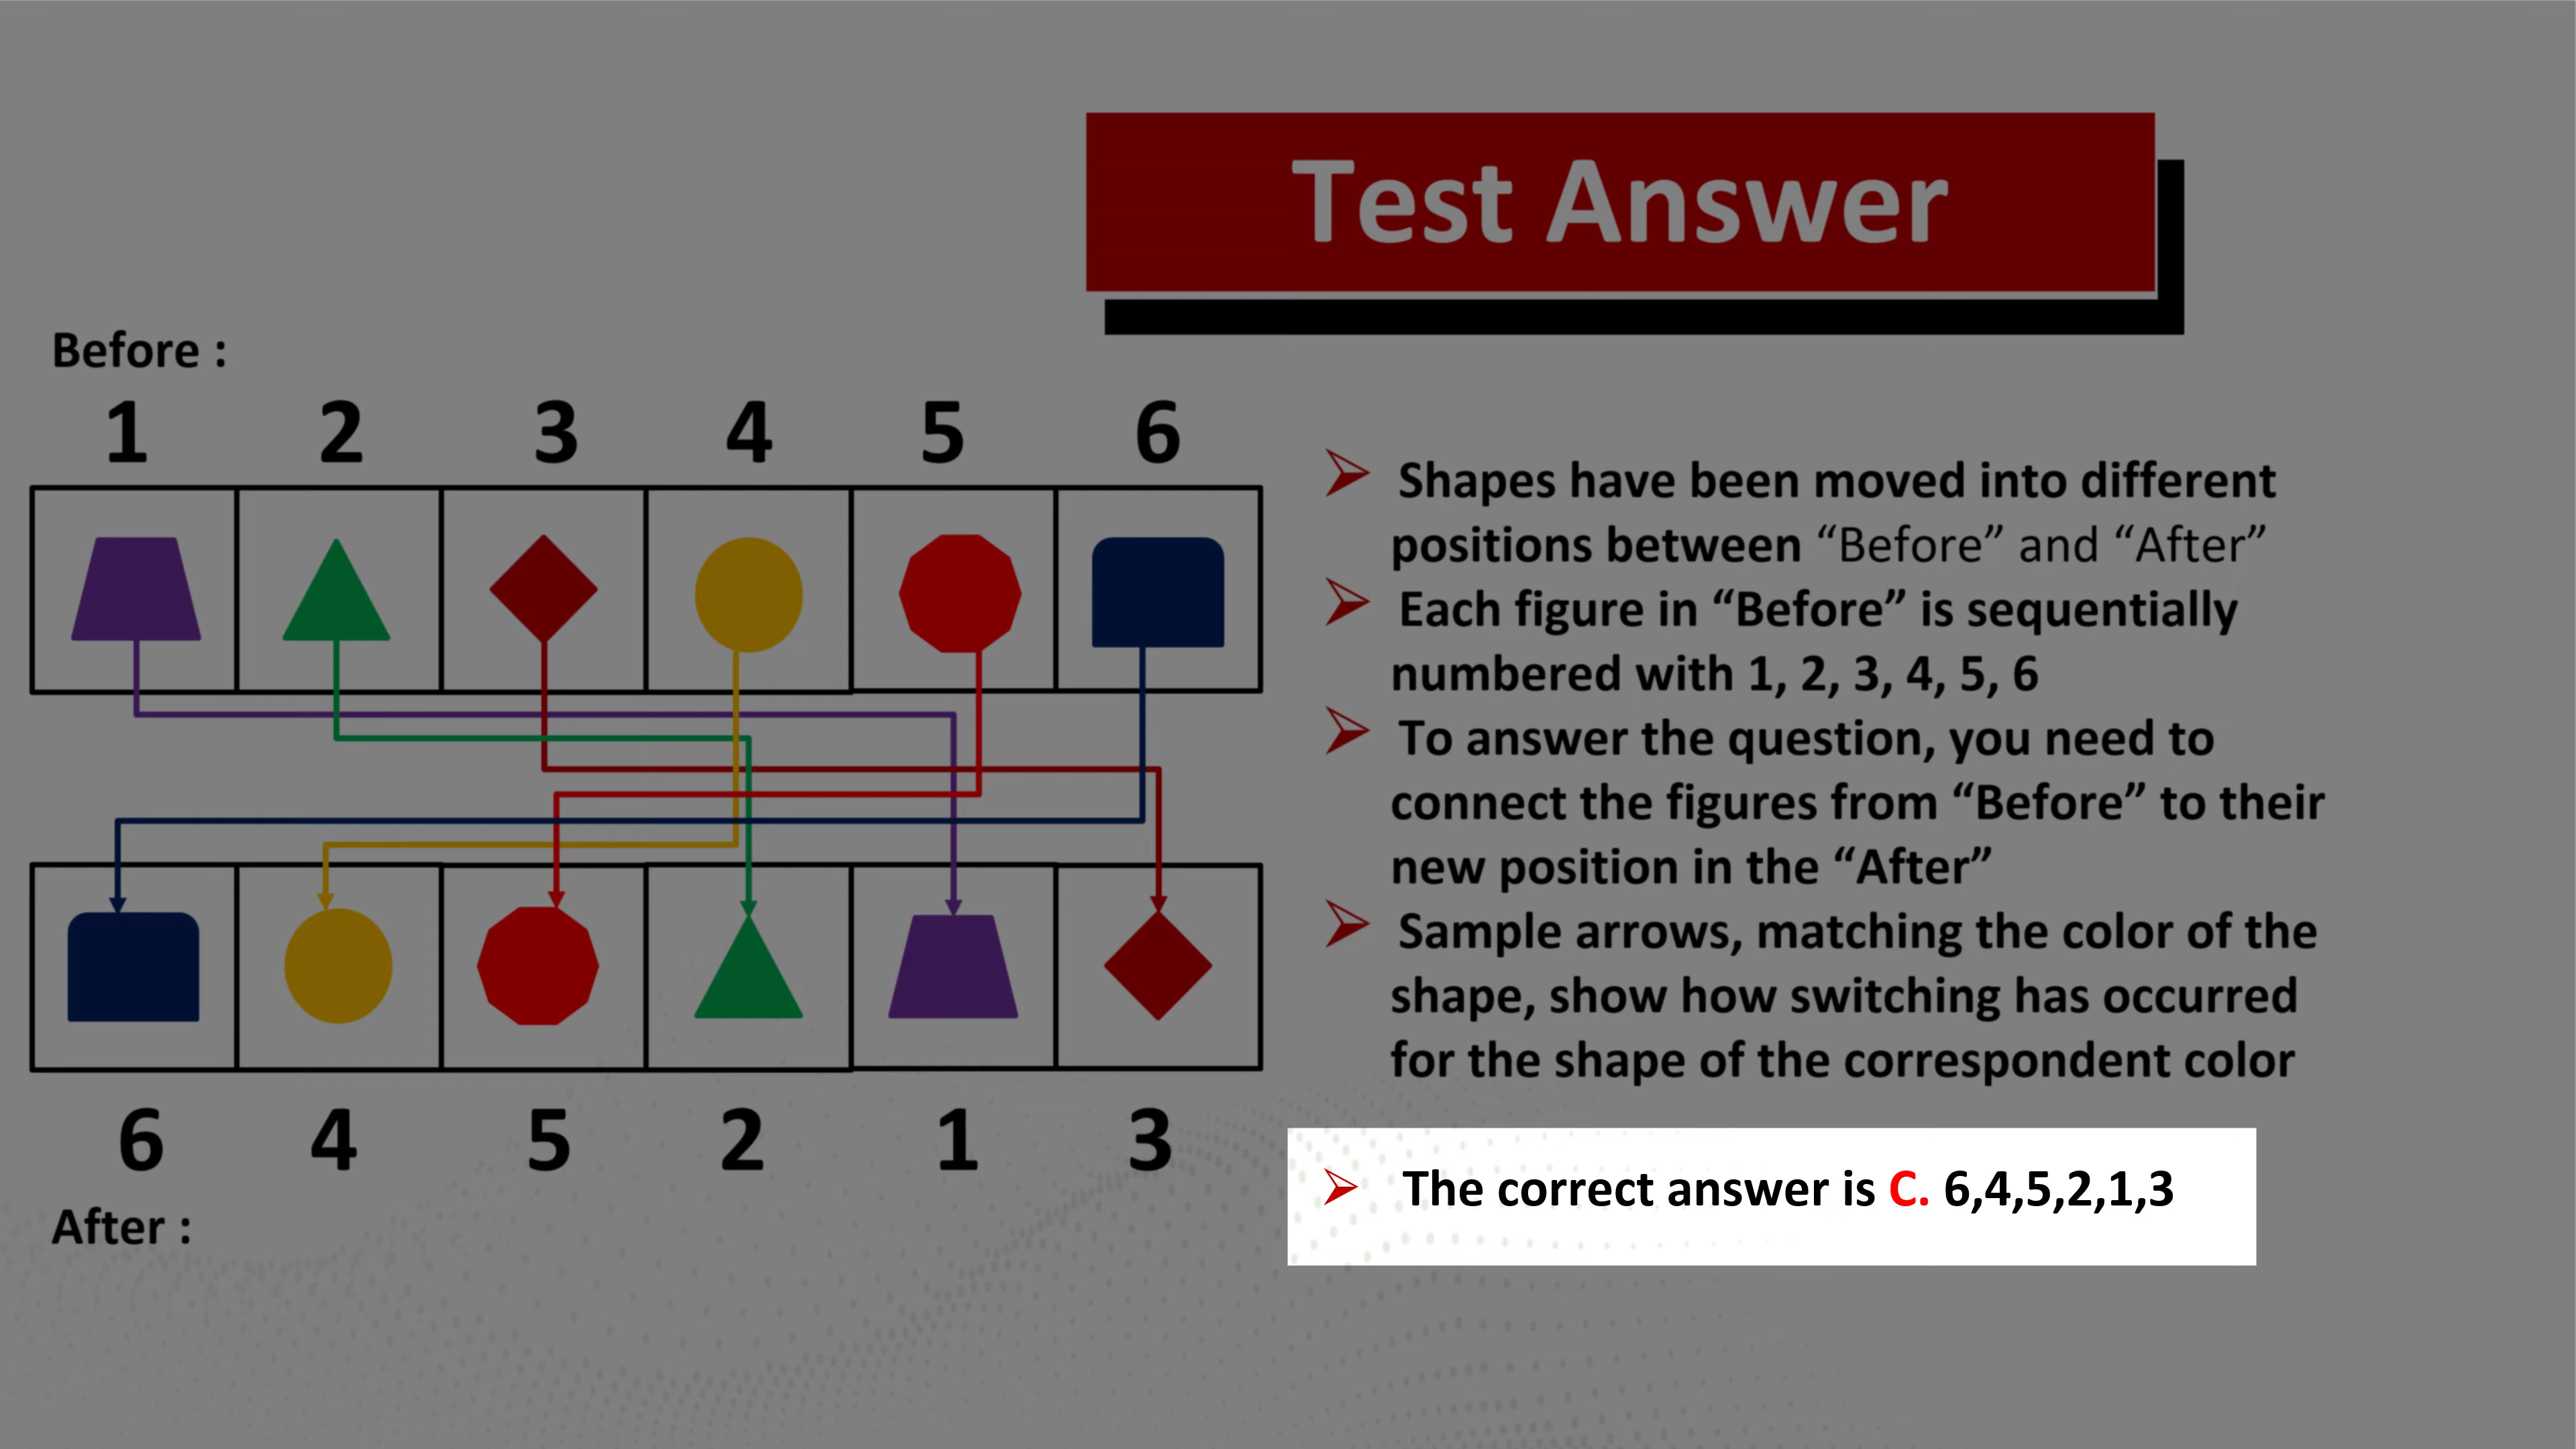 Test Answer
Before :
1 2 3 4 5 6
6 4 5 2 1 3
After :
➢ Shapes have been moved into different
positions between “Before” and “After”
➢ Each figure in “Before” is sequentially
numbered with 1, 2, 3, 4, 5, 6
➢ To answer the question, you need to
connect the figures from “Before” to their
new position in the “After”
➢ Sample arrows, matching the color of the
shape, show how switching has occurred
for the shape of the correspondent color
➢ The correct answer is C. 6,4,5,2,1,3